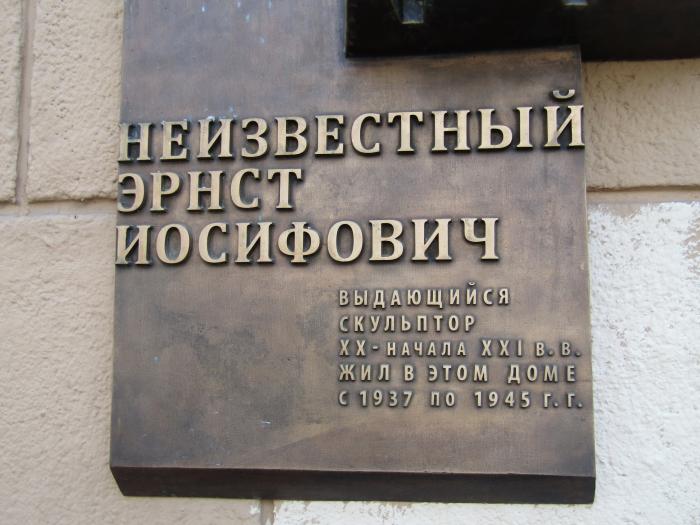 НЕИЗВЕСТНЫЙ
ЭРНСТ
ИОСИФОВИЧ
ВЫДАЮЩИЙСЯ
СКУЛЬПТОР
XX - НАЧАЛА XXI В.В.
ЖИЛ В ЭТОМ ДОМЕ
С 1937 ПО 1945 Г.Г.